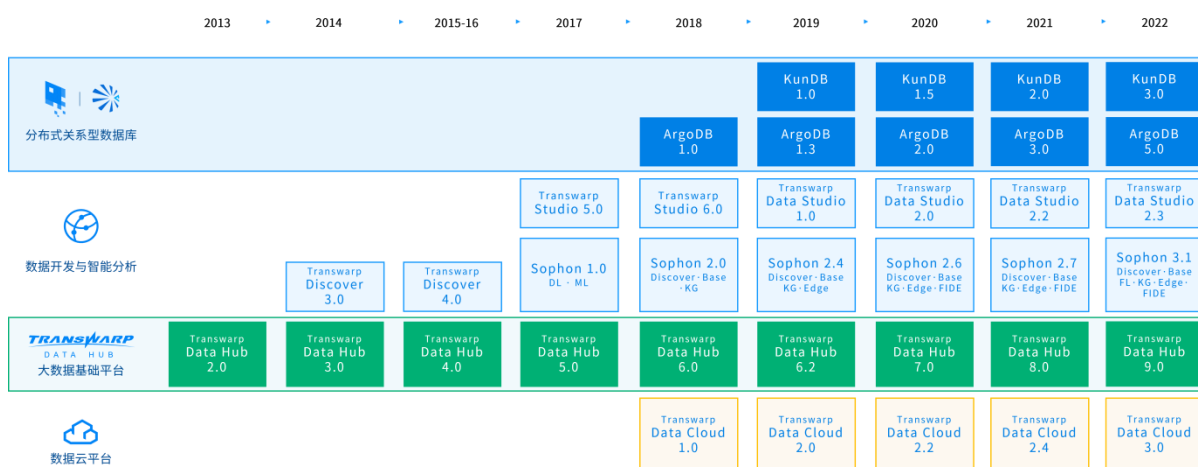 2013 2014 2015-16 2017 2018 2019 2020 2021 2022
KunDB KunDB KunDB KunDB
1.0 1.5 2.0 3.0
分布式关系型数据库
ArgoDB ArgoDB ArgoDB ArgoDB ArgoDB
1.0 1.3 2.0 3.0 5.0
Transwarp Transwarp Transwarp Transwarp Transwarp Transwarp
Studio 5.0 Studio 6.0 Data Studio Data Studio Data Studio Data Studio
1.0 2.0 2.2 2.3
数据开发与智能分析
Transwarp Transwarp Sophon 1.0 Sophon 2.0 Sophon 2.4 Sophon 2.6 Sophon 2.7 Sophon 3.1
Discover Discover DL · ML Discover·Base Discover·Base Discover·Base Discover·Base Discover·Base
3.0 4.0 ·KG KG·Edge KG·Edge·FIDE KG·Edge·FIDE FL·KG·Edge·
FIDE
TRANSWARP
DATA HUB
大数据基础平台
Transwarp Transwarp Transwarp Transwarp Transwarp Transwarp Transwarp Transwarp Transwarp
Data Hub Data Hub Data Hub Data Hub Data Hub Data Hub Data Hub Data Hub Data Hub
2.0 3.0 4.0 5.0 6.0 6.2 7.0 8.0 9.0
数据云平台
Transwarp Transwarp Transwarp Transwarp Transwarp
Data Cloud Data Cloud Data Cloud Data Cloud Data Cloud
1.0 2.0 2.2 2.4 3.0